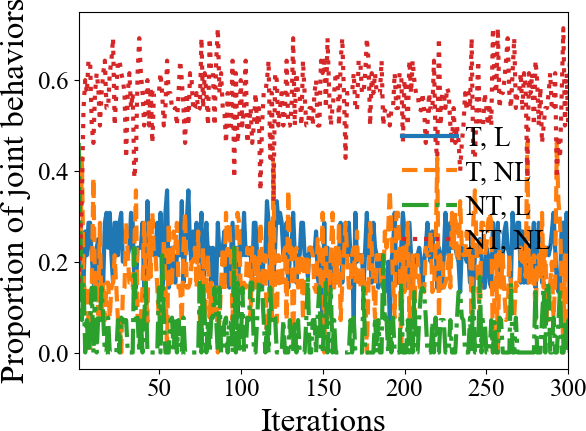 Proportion of joint behaviors
0.6
0.4
0.2
0.0
T, L
T, NL
NT, L
NT, NL
50
100
150
200
250
300
Iterations